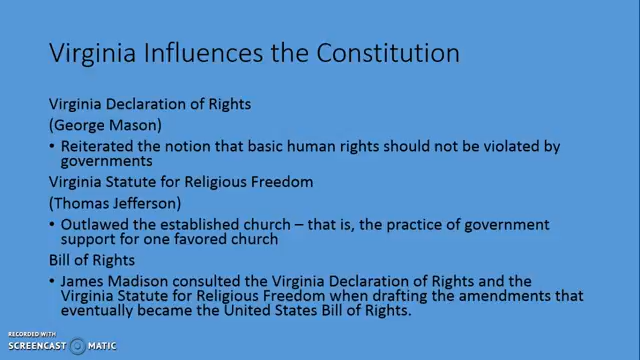 Virginia Influences the Constitution
Virginia Declaration of Rights
(George Mason)
• Reiterated the notion that basic human rights should not be violated by
governments
Virginia Statute for Religious Freedom
(Thomas Jefferson)
• Outlawed the established church – that is, the practice of government
support for one favored church
Bill of Rights
• James Madison consulted the Virginia Declaration of Rights and the
Virginia Statute for Religious Freedom when drafting the amendments that
eventually became the United States Bill of Rights.
RECORDED WITH
SCREENCAST MATIC